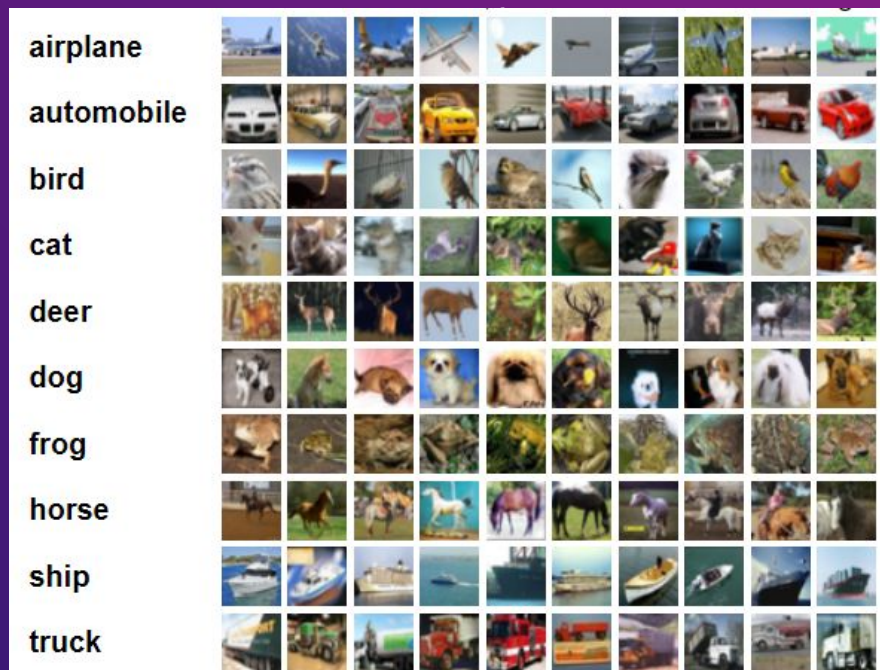 airplane
automobile
bird
cat
deer
dog
frog
horse
ship
truck